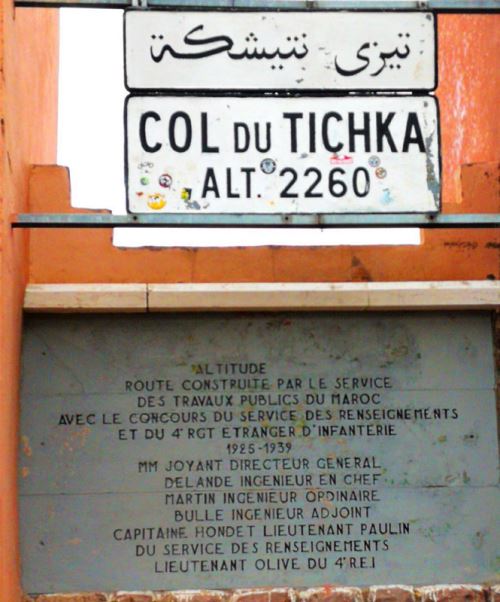 تيزي نتيشكة
COL DU TICHKA
ALT. 2260
ALTITUDE
ROUTE CONSTRUITE PAR LE SERVICE
DES TRAVAUX PUBLICS DU MAROC
AVEC LE CONCOURS DU SERVICE DES RENSEIGNEMENTS
ET DU 4ᵉ RGT ETRANGER D'INFANTERIE
1925-1939
MM JOYANT DIRECTEUR GENERAL
DELANDE INGENIEUR EN CHEF
MARTIN INGENIEUR ORDINAIRE
BULLE INGENIEUR ADJOINT
CAPITAINE HONDET LIEUTENANT PAULIN
DU SERVICE DES RENSEIGNEMENTS
LIEUTENANT OLIVE DU 4ᵉ R.E.I